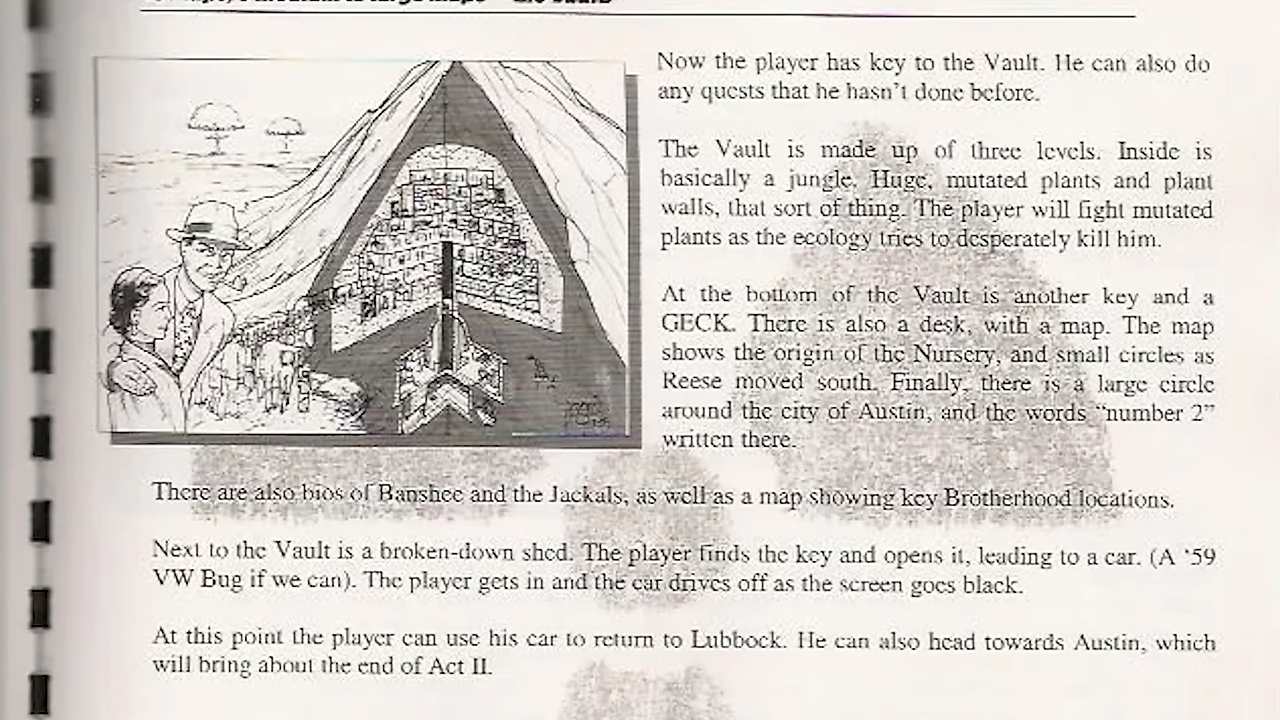 Now the player has key to the Vault. He can also do
any quests that he hasn't done before.
The Vault is made up of three levels. Inside is
basically a jungle. Huge, mutated plants and plant
walls, that sort of thing. The player will fight mutated
plants as the ecology tries to desperately kill him.
At the bottom of the Vault is another key and a
GECK. There is also a desk, with a map. The map
shows the origin of the Nursery, and small circles as
Reese moved south. Finally, there is a large circle
around the city of Austin, and the words "number 2"
written there.
There are also bios of Banshee and the Jackals, as well as a map showing key Brotherhood locations.
Next to the Vault is a broken-down shed. The player finds the key and opens it, leading to a car. (A '59
VW Bug if we can). The player gets in and the car drives off as the screen goes black.
At this point the player can use his car to return to Lubbock. He can also head towards Austin, which
will bring about the end of Act II.